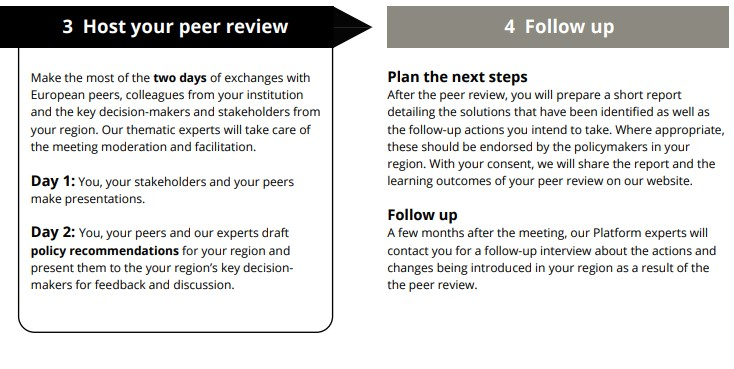 3 Host your peer review
Make the most of the two days of exchanges with
European peers, colleagues from your institution
and the key decision-makers and stakeholders from
your region. Our thematic experts will take care of
the meeting moderation and facilitation.
Day 1: You, your stakeholders and your peers
make presentations.
Day 2: You, your peers and our experts draft
policy recommendations for your region and
present them to the your region’s key decision-
makers for feedback and discussion.
4 Follow up
Plan the next steps
After the peer review, you will prepare a short report
detailing the solutions that have been identified as well as
the follow-up actions you intend to take. Where appropriate,
these should be endorsed by the policymakers in your
region. With your consent, we will share the report and the
learning outcomes of your peer review on our website.
Follow up
A few months after the meeting, our Platform experts will
contact you for a follow-up interview about the actions and
changes being introduced in your region as a result of the
the peer review.